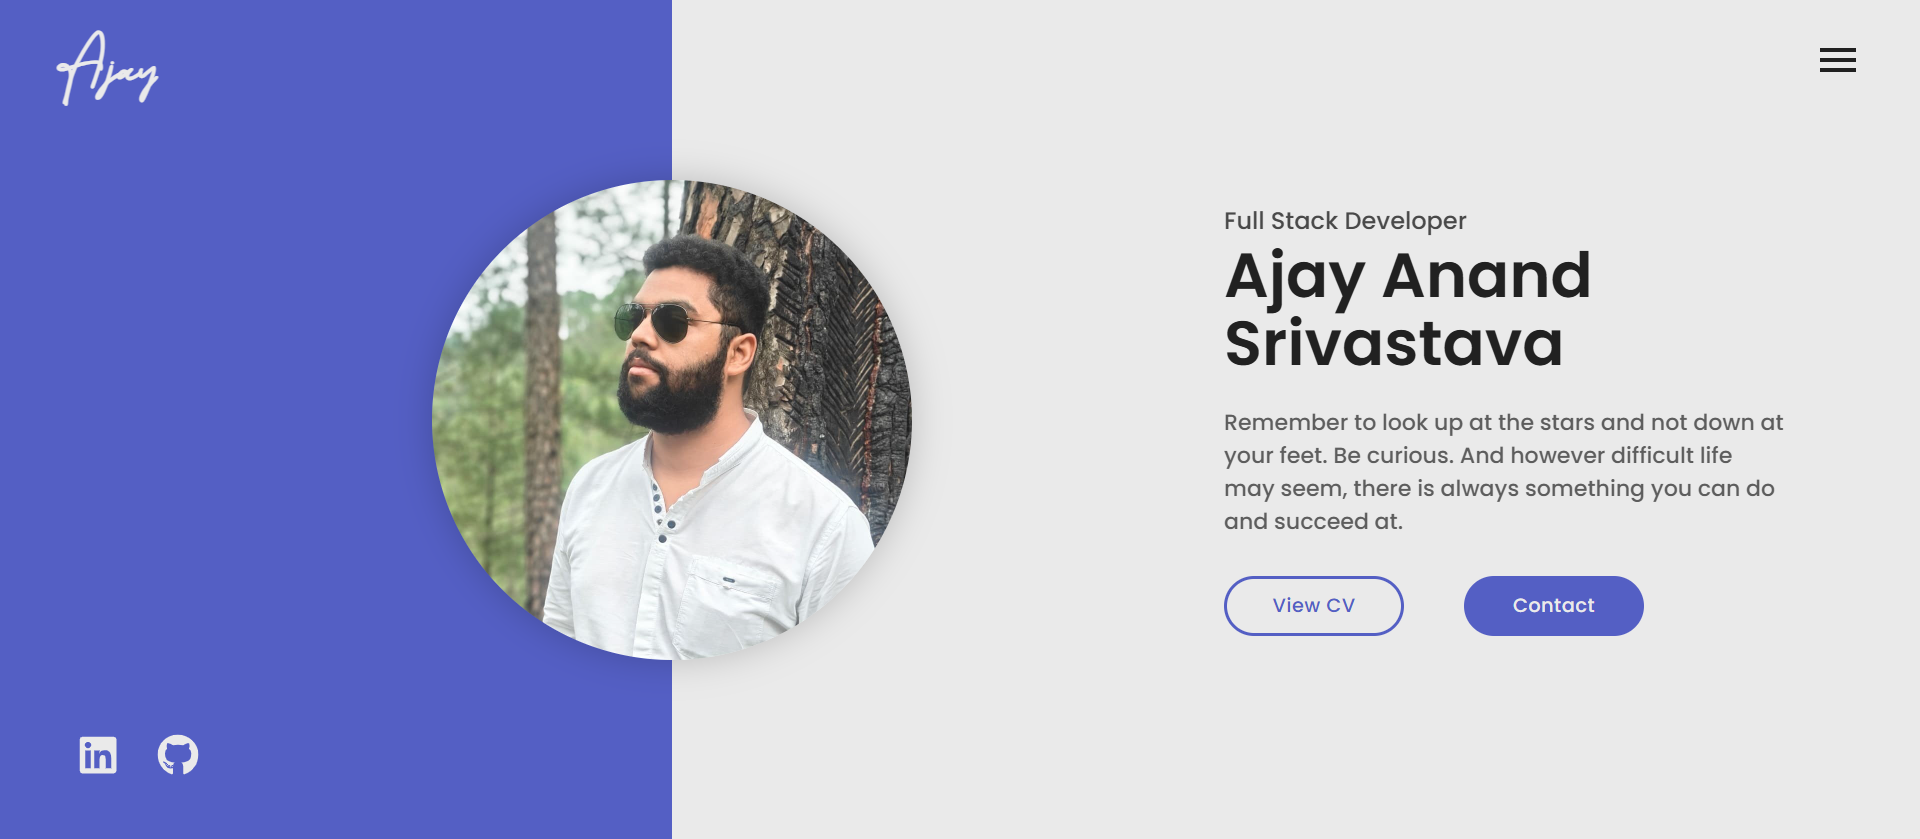 Ajay
Full Stack Developer
Ajay Anand
Srivastava
Remember to look up at the stars and not down at
your feet. Be curious. And however difficult life
may seem, there is always something you can do
and succeed at.
View CV
Contact
in